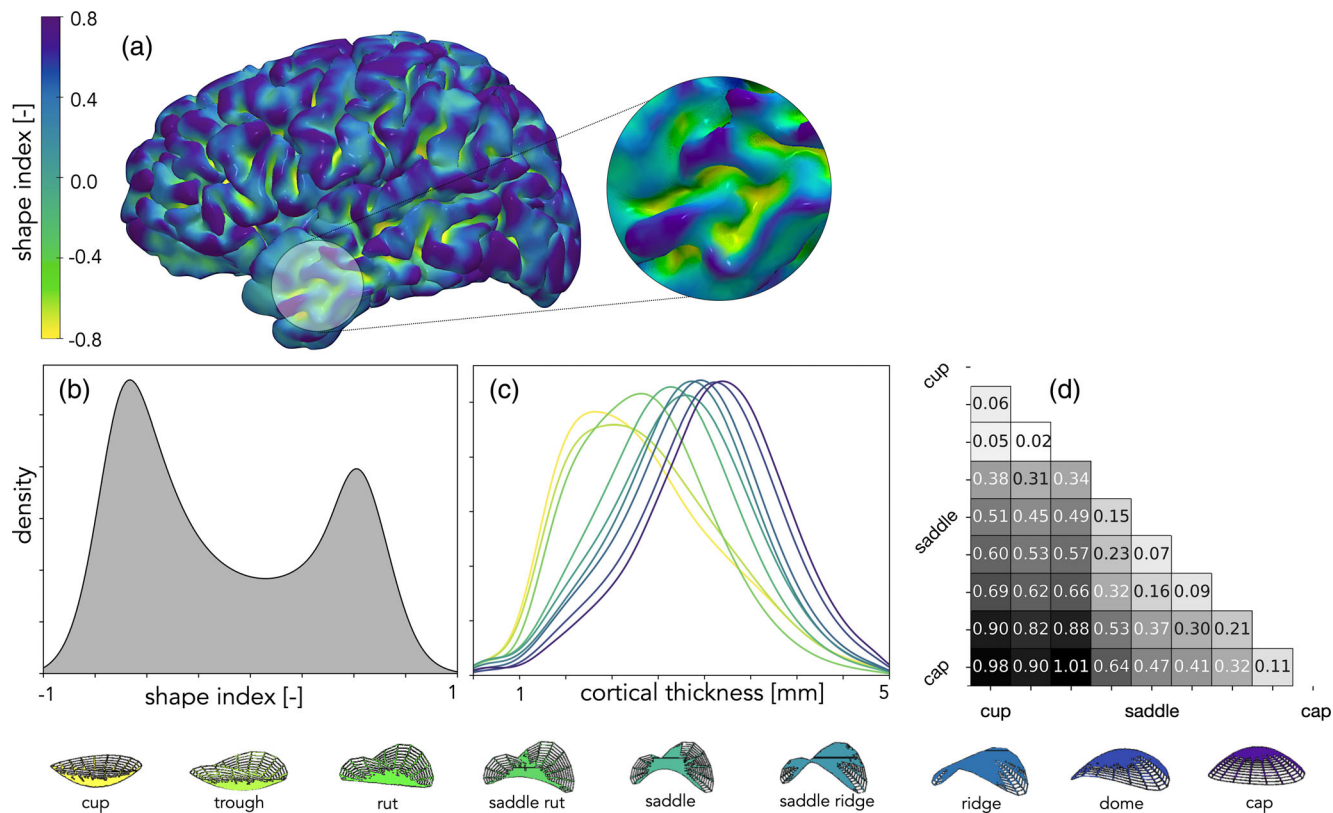 0.8
(a)
0.4
shape index [-]
0.0
-0.4
-0.8
(b)
(c)
(d)
cup
saddle
cap
0.06
0.05 0.02
0.38 0.31 0.34
0.51 0.45 0.49 0.15
0.60 0.53 0.57 0.23 0.07
0.69 0.62 0.66 0.32 0.16 0.09
0.90 0.82 0.88 0.53 0.37 0.30 0.21
0.98 0.90 1.01 0.64 0.47 0.41 0.32 0.11
density
-1 shape index [-] 1
1 cortical thickness [mm] 5
cup saddle cap
cup trough rut saddle rut saddle saddle ridge ridge dome cap